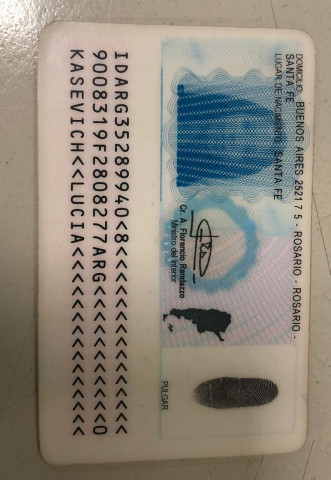 DOMICILIO: BUENOS AIRES 2521 7 5 - ROSARIO - ROSARIO -
SANTA FE
LUGAR DE NACIMIENTO: SANTA FE
Cr. A. Florencio Randazzo
Ministro del Interior
PULGAR
IDARG35289940<8<<<<<<<<<<<<<<<
9008319F2808277ARG<<<<<<<<<<<0
KASEVICH<<LUCIA<<<<<<<<<<<<<<<